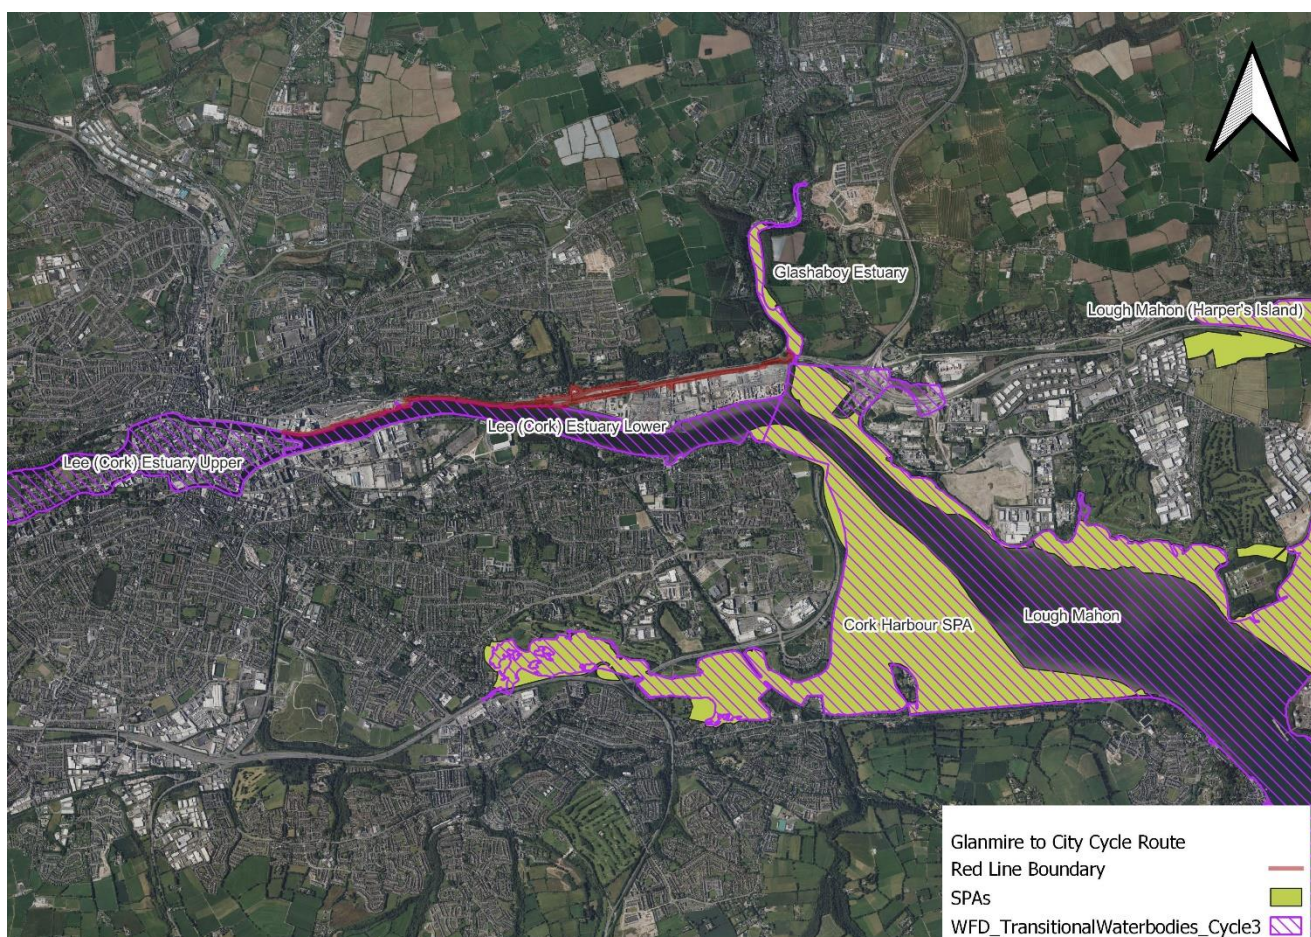 Glashaboy Estuary
Lough Mahon (Harper's Island)
Lee (Cork) Estuary Lower
Lee (Cork) Estuary Upper
Lough Mahon
Cork Harbour SPA
Glanmire to City Cycle Route
Red Line Boundary
SPAs
WFD_TransitionalWaterbodies_Cycle3